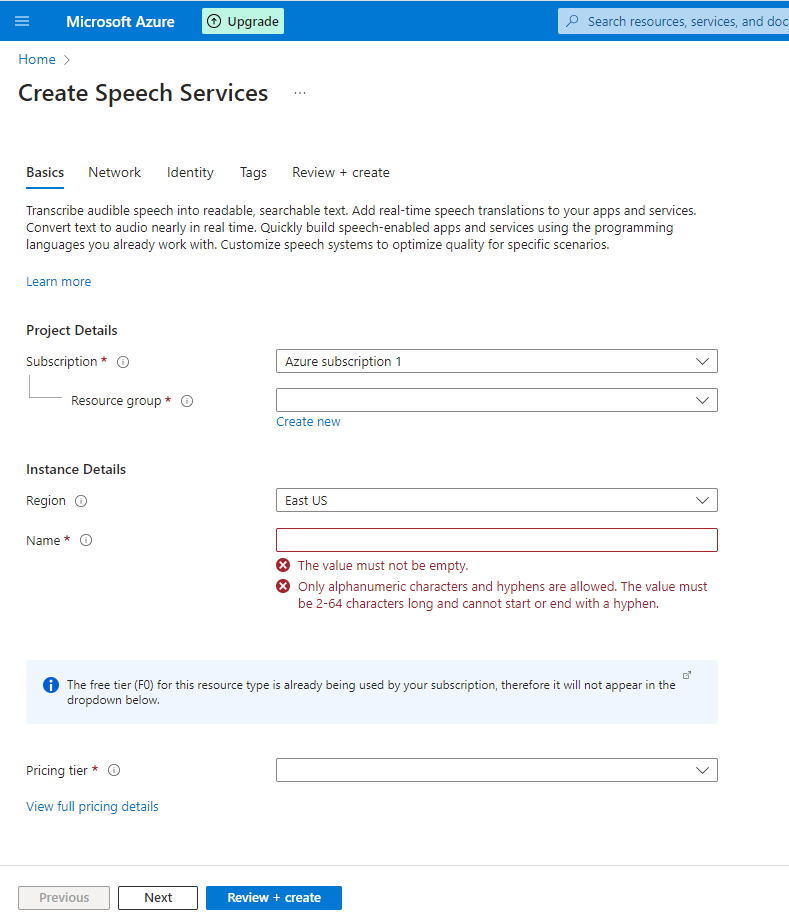 Microsoft Azure
Upgrade
Search resources, services, and doc
Home
Create Speech Services
...
Basics
Network
Identity
Tags
Review + create
Transcribe audible speech into readable, searchable text. Add real-time speech translations to your apps and services.
Convert text to audio nearly in real time. Quickly build speech-enabled apps and services using the programming
languages you already work with. Customize speech systems to optimize quality for specific scenarios.
Learn more
Project Details
Subscription *
Azure subscription 1
Resource group *
Create new
Instance Details
Region
East US
Name *
The value must not be empty.
Only alphanumeric characters and hyphens are allowed. The value must
be 2-64 characters long and cannot start or end with a hyphen.
The free tier (F0) for this resource type is already being used by your subscription, therefore it will not appear in the
dropdown below.
Pricing tier *
View full pricing details
Previous
Next
Review + create